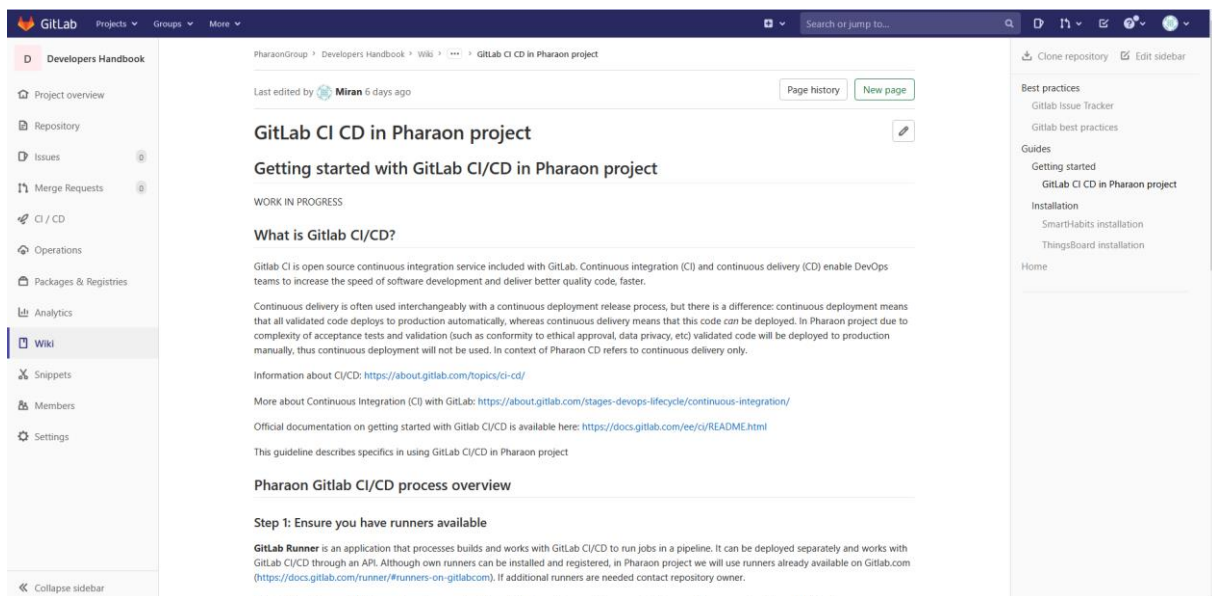 GitLab Projects Groups More Search or jump to...
D Developers Handbook
Project overview
Repository
Issues 0
Merge Requests 0
CI / CD
Operations
Packages & Registries
Analytics
Wiki
Snippets
Members
Settings
Collapse sidebar
PharaonGroup › Developers Handbook › Wiki › ... › GitLab CI CD in Pharaon project
Last edited by Miran 6 days ago
Page history New page
GitLab CI CD in Pharaon project
Getting started with GitLab CI/CD in Pharaon project
WORK IN PROGRESS
What is Gitlab CI/CD?
Gitlab CI is open source continuous integration service included with GitLab. Continuous integration (CI) and continuous delivery (CD) enable DevOps
teams to increase the speed of software development and deliver better quality code, faster.
Continuous delivery is often used interchangeably with a continuous deployment release process, but there is a difference: continuous deployment means
that all validated code deploys to production automatically, whereas continuous delivery means that this code can be deployed. In Pharaon project due to
complexity of acceptance tests and validation (such as conformity to ethical approval, data privacy, etc) validated code will be deployed to production
manually, thus continuous deployment will not be used. In context of Pharaon CD refers to continuous delivery only.
Information about CI/CD: https://about.gitlab.com/topics/ci-cd/
More about Continuous Integration (CI) with GitLab: https://about.gitlab.com/stages-devops-lifecycle/continuous-integration/
Official documentation on getting started with Gitlab CI/CD is available here: https://docs.gitlab.com/ee/ci/README.html
This guideline describes specifics in using GitLab CI/CD in Pharaon project
Pharaon Gitlab CI/CD process overview
Step 1: Ensure you have runners available
GitLab Runner is an application that processes builds and works with GitLab CI/CD to run jobs in a pipeline. It can be deployed separately and works with
GitLab CI/CD through an API. Although own runners can be installed and registered, in Pharaon project we will use runners already available on Gitlab.com
(https://docs.gitlab.com/runner/#runners-on-gitlabcom). If additional runners are needed contact repository owner.
Clone repository Edit sidebar
Best practices
Gitlab Issue Tracker
Gitlab best practices
Guides
Getting started
GitLab CI CD in Pharaon project
Installation
SmartHabits installation
ThingsBoard installation
Home